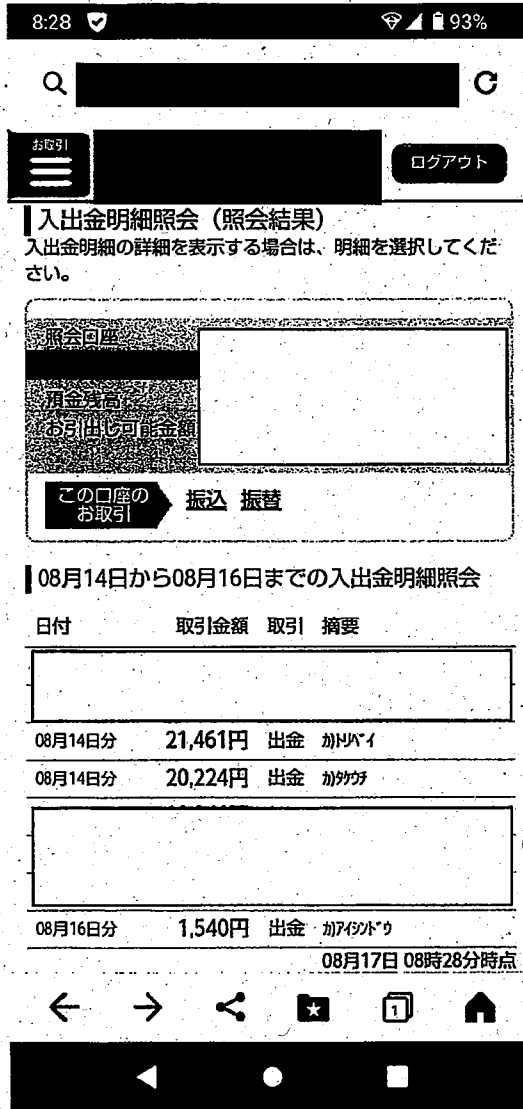 8:28 93%
お取引
ログアウト
入出金明細照会（照会結果）
入出金明細の詳細を表示する場合は、明細を選択してくだ
さい。
照会口座
預金残高
お引出し可能金額
この口座の
お取引
振込 振替
08月14日から08月16日までの入出金明細照会
日付 取引金額 取引 摘要
08月14日分 21,461円 出金 ｶ)ﾄﾘﾍﾞｲ
08月14日分 20,224円 出金 ｶ)ﾀｹｳﾁ
08月16日分 1,540円 出金 ｶ)ｱｲｼﾝﾄﾞｳ
08月17日 08時28分時点
1